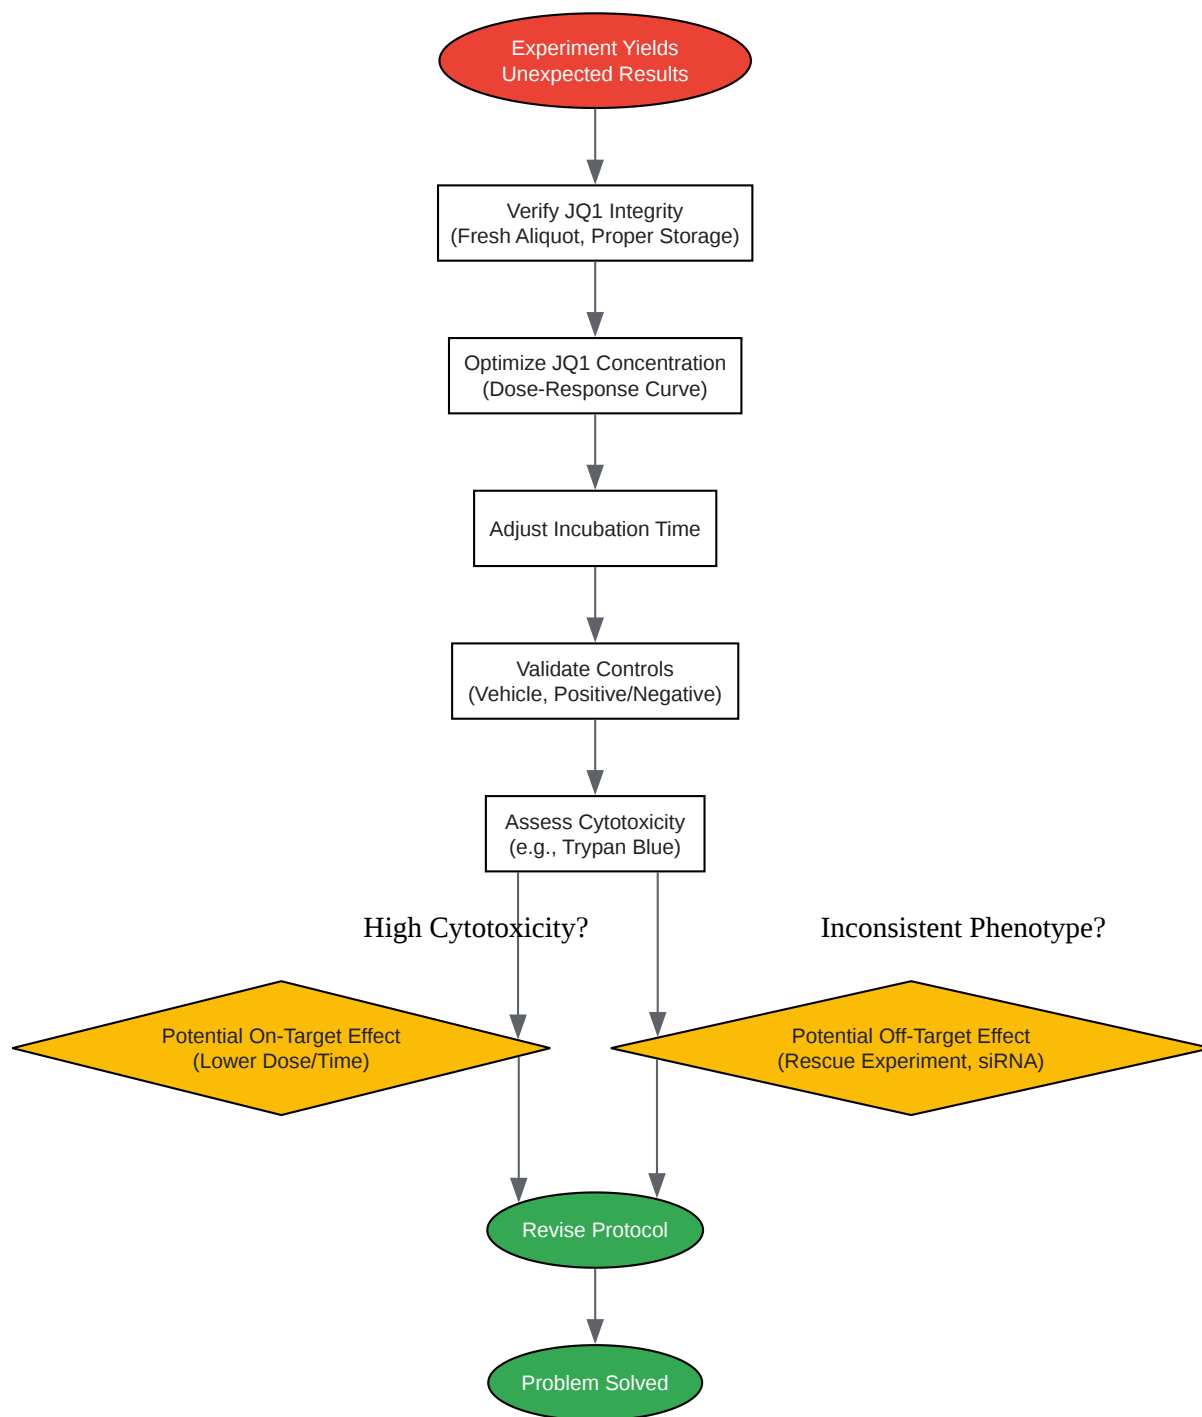 Experiment Yields
Unexpected Results
Verify JQ1 Integrity
(Fresh Aliquot, Proper Storage)
Optimize JQ1 Concentration
(Dose-Response Curve)
Adjust Incubation Time
Validate Controls
(Vehicle, Positive/Negative)
Assess Cytotoxicity
(e.g., Trypan Blue)
High Cytotoxicity?
Inconsistent Phenotype?
Potential On-Target Effect
(Lower Dose/Time)
Potential Off-Target Effect
(Rescue Experiment, siRNA)
Revise Protocol
Problem Solved